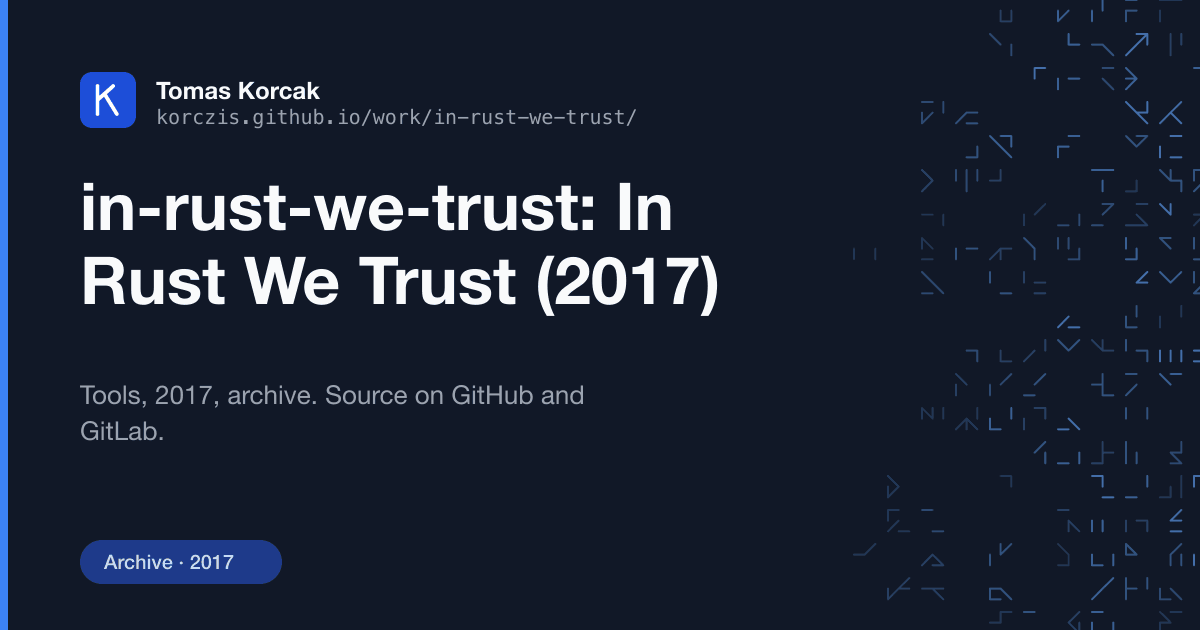 K
Tomas Korcak
korczis.github.io/work/in-rust-we-trust/
in-rust-we-trust: In
Rust We Trust (2017)
Tools, 2017, archive. Source on GitHub and
GitLab.
Archive · 2017